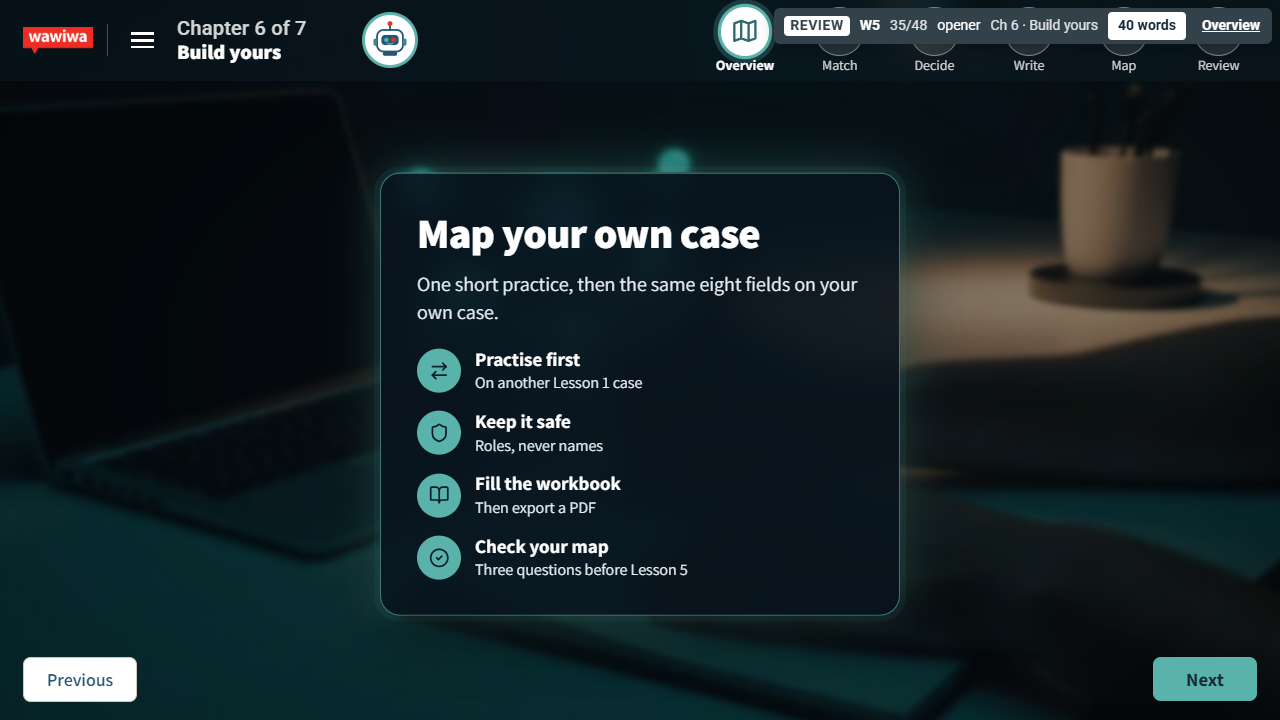 wawiwa
Chapter 6 of 7
Build yours
REVIEW W5 35/48 opener Ch 6 · Build yours 40 words Overview
Overview
Match
Decide
Write
Map
Review
Map your own case
One short practice, then the same eight fields on your
own case.
Practise first
On another Lesson 1 case
Keep it safe
Roles, never names
Fill the workbook
Then export a PDF
Check your map
Three questions before Lesson 5
Previous
Next